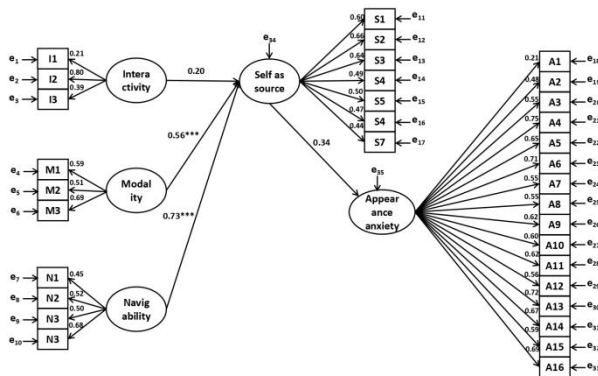 e34
e1
I1
0.21
e2
I2
0.80
e3
I3
0.39
Intera
ctivity
0.20
Self as
source
0.60
S1
e11
0.66
S2
e12
0.64
S3
e13
0.49
S4
e14
0.50
S5
e15
0.47
S4
e16
0.44
S7
e17
0.56***
e4
M1
0.59
e5
M2
0.51
e6
M3
0.69
Modal
ity
0.73***
0.34
e35
Appear
ance
anxiety
e7
N1
0.45
e8
N2
0.52
e9
N3
0.50
e10
N3
0.68
Navig
ability
0.21
A1
0.48
A2
0.55
A3
0.75
A4
0.65
A5
0.71
A6
0.55
A7
0.55
A8
0.62
A9
0.60
A10
0.62
A11
0.56
A12
0.72
A13
0.67
A14
0.59
A15
0.69
A16